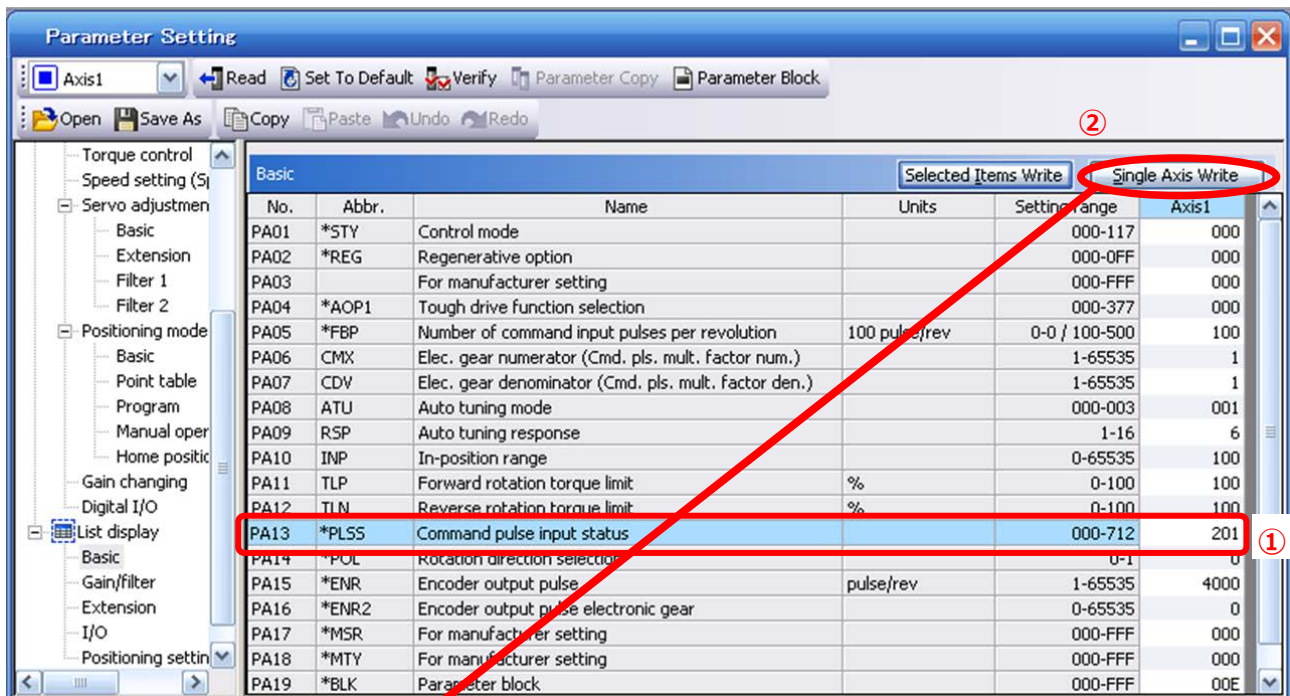 Parameter Setting
Axis1 Read Set To Default Verify Parameter Copy Parameter Block
Open Save As Copy Paste Undo Redo
②
Torque control
Speed setting (Sp
Servo adjustmen
Basic
Extension
Filter 1
Filter 2
Positioning mode
Basic
Point table
Program
Manual oper
Home positic
Gain changing
Digital I/O
List display
Basic
Gain/filter
Extension
I/O
Positioning settin
Basic Selected Items Write Single Axis Write
No. Abbr. Name Units Setting range Axis1
PA01 *STY Control mode 000-117 000
PA02 *REG Regenerative option 000-0FF 000
PA03 For manufacturer setting 000-FFF 000
PA04 *AOP1 Tough drive function selection 000-377 000
PA05 *FBP Number of command input pulses per revolution 100 pulse/rev 0-0 / 100-500 100
PA06 CMX Elec. gear numerator (Cmd. pls. mult. factor num.) 1-65535 1
PA07 CDV Elec. gear denominator (Cmd. pls. mult. factor den.) 1-65535 1
PA08 ATU Auto tuning mode 000-003 001
PA09 RSP Auto tuning response 1-16 6
PA10 INP In-position range 0-65535 100
PA11 TLP Forward rotation torque limit % 0-100 100
PA12 TLN Reverse rotation torque limit % 0-100 100
PA13 *PLSS Command pulse input status 000-712 201 ①
PA14 *POL Rotation direction selection 0-1 0
PA15 *ENR Encoder output pulse pulse/rev 1-65535 4000
PA16 *ENR2 Encoder output pulse electronic gear 0-65535 0
PA17 *MSR For manufacturer setting 000-FFF 000
PA18 *MTY For manufacturer setting 000-FFF 000
PA19 *BLK Parameter block 000-FFF 00E